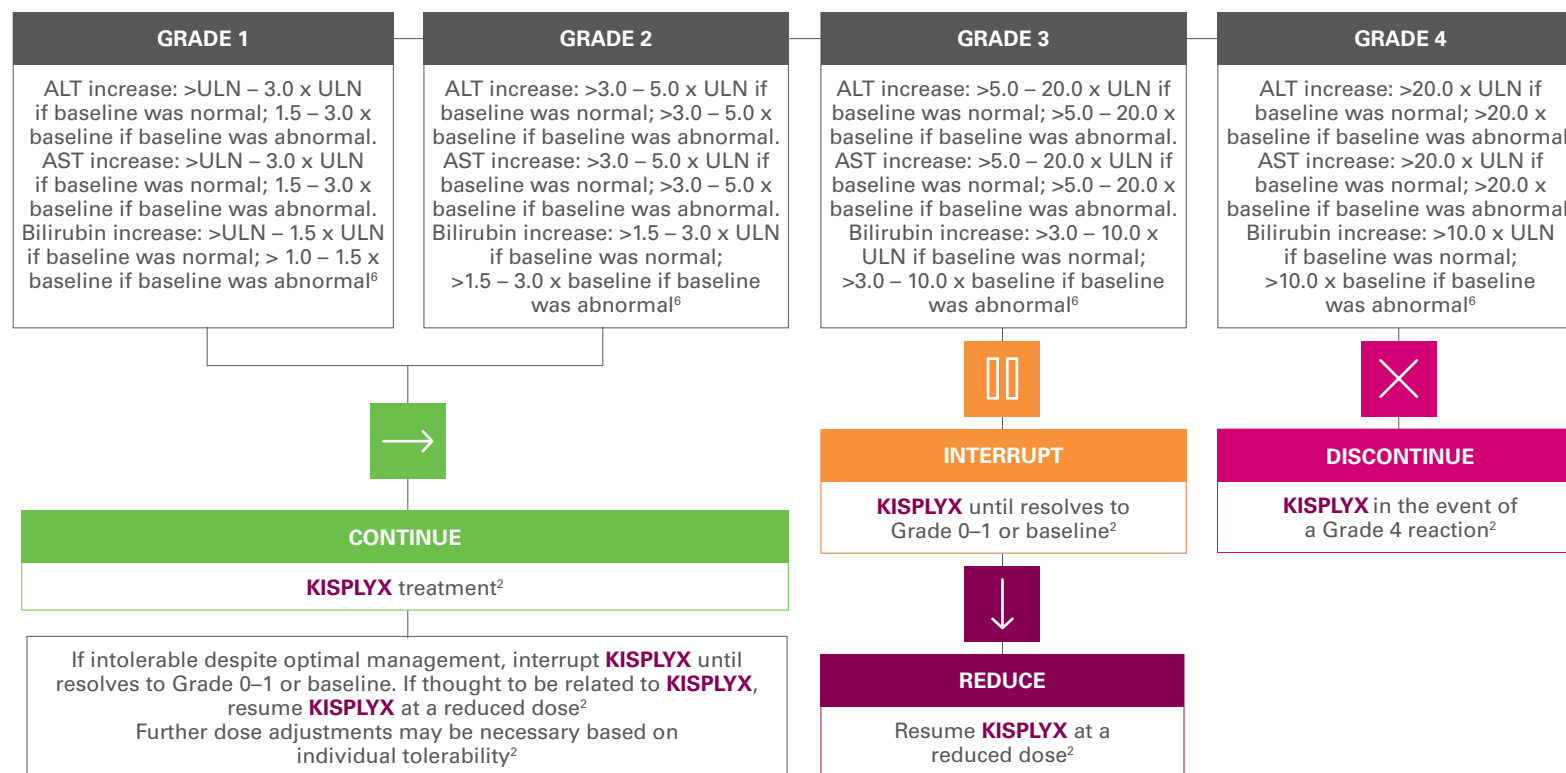 GRADE 1
ALT increase: >ULN – 3.0 x ULN
if baseline was normal; 1.5 – 3.0 x
baseline if baseline was abnormal.
AST increase: >ULN – 3.0 x ULN
if baseline was normal; 1.5 – 3.0 x
baseline if baseline was abnormal.
Bilirubin increase: >ULN – 1.5 x ULN
if baseline was normal; > 1.0 – 1.5 x
baseline if baseline was abnormal⁶
GRADE 2
ALT increase: >3.0 – 5.0 x ULN if
baseline was normal; >3.0 – 5.0 x
baseline if baseline was abnormal.
AST increase: >3.0 – 5.0 x ULN if
baseline was normal; >3.0 – 5.0 x
baseline if baseline was abnormal.
Bilirubin increase: >1.5 – 3.0 x ULN
if baseline was normal;
>1.5 – 3.0 x baseline if baseline
was abnormal⁶
GRADE 3
ALT increase: >5.0 – 20.0 x ULN if
baseline was normal; >5.0 – 20.0 x
baseline if baseline was abnormal.
AST increase: >5.0 – 20.0 x ULN if
baseline was normal; >5.0 – 20.0 x
baseline if baseline was abnormal.
Bilirubin increase: >3.0 – 10.0 x
ULN if baseline was normal;
>3.0 – 10.0 x baseline if baseline
was abnormal⁶
GRADE 4
ALT increase: >20.0 x ULN if
baseline was normal; >20.0 x
baseline if baseline was abnormal
AST increase: >20.0 x ULN if
baseline was normal; >20.0 x
baseline if baseline was abnormal
Bilirubin increase: >10.0 x ULN
if baseline was normal;
>10.0 x baseline if baseline
was abnormal⁶
CONTINUE
KISPLYX treatment²
If intolerable despite optimal management, interrupt KISPLYX until
resolves to Grade 0–1 or baseline. If thought to be related to KISPLYX,
resume KISPLYX at a reduced dose²
Further dose adjustments may be necessary based on
individual tolerability²
INTERRUPT
KISPLYX until resolves to
Grade 0–1 or baseline²
REDUCE
Resume KISPLYX at a
reduced dose²
DISCONTINUE
KISPLYX in the event of
a Grade 4 reaction²